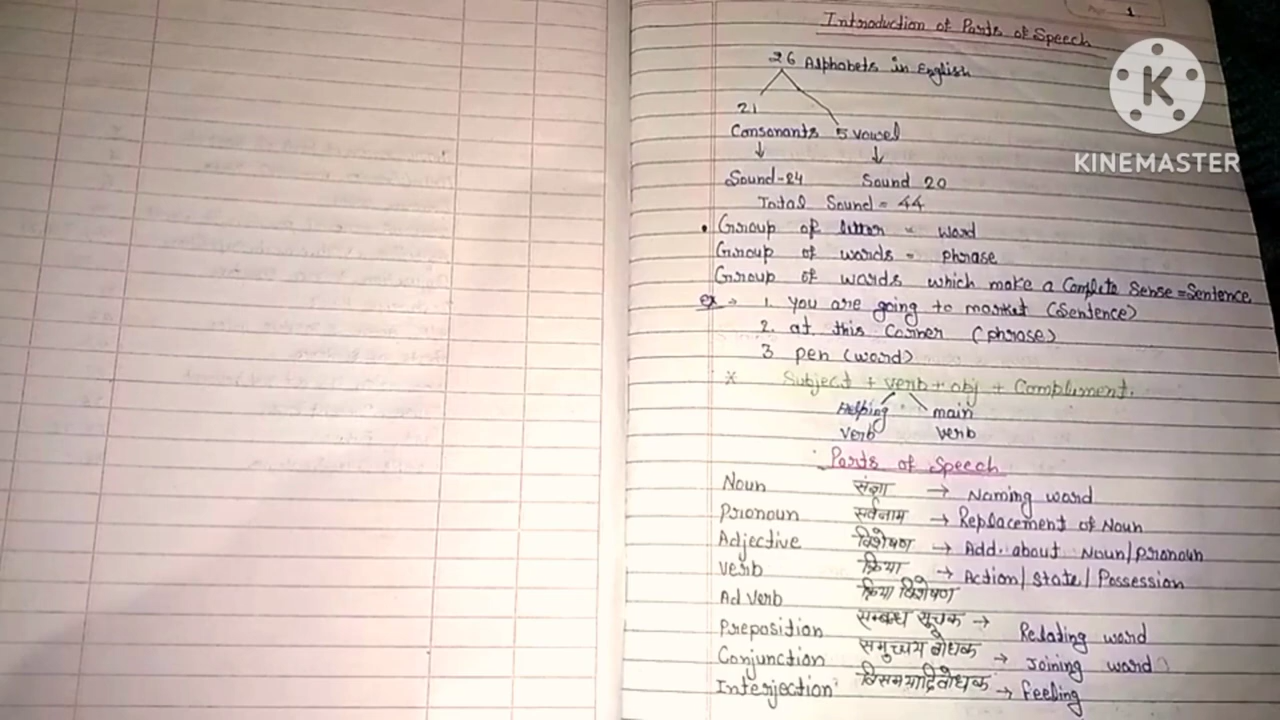 1
Introduction of Parts of Speech
26 Alphabets in English
21
Consonants 5 vowel
↓ ↓
Sound-24 Sound 20
Total Sound = 44
• Group of letter = word
Group of words = phrase
Group of words which make a Complete Sense = Sentence
Ex → 1. you are going to market (Sentence)
2. at this Corner (phrase)
3 pen (word)
* Subject + verb + obj + Complement.
Helping main
verb verb
Parts of Speech
Noun संज्ञा → Naming word
Pronoun सर्वनाम → Replacement of Noun
Adjective विशेषण → Add. about Noun/pronoun
Verb क्रिया → Action/State/Possession
Adverb क्रिया विशेषण
Preposition सम्बन्ध सूचक → Relating word
Conjunction समुच्चय बोधक → Joining word
Interjection विसमयादिबोधक → Feeling
K
KINEMASTER